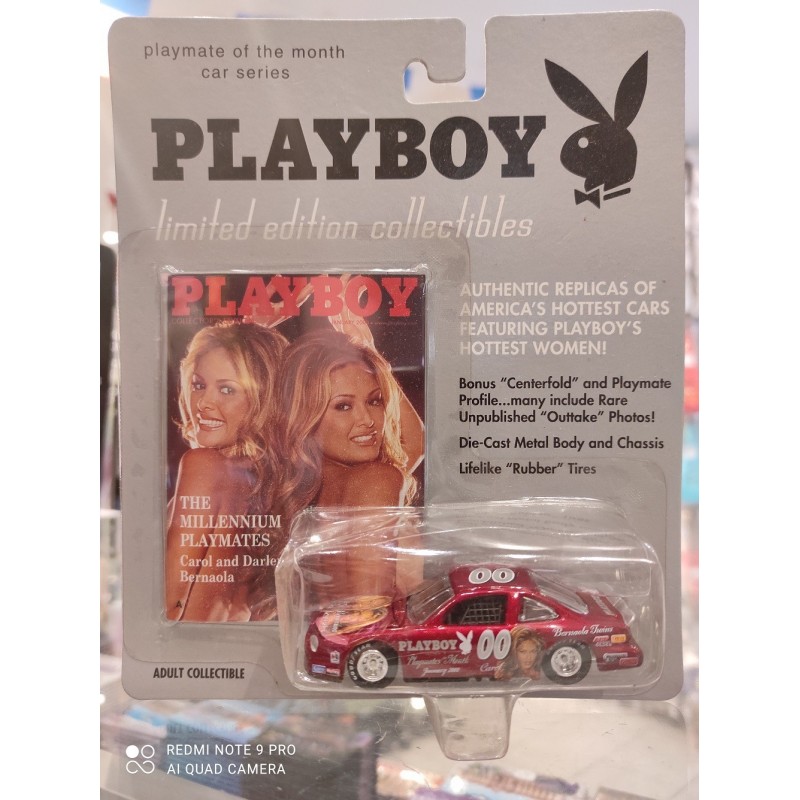 playmate of the month
car series
PLAYBOY
limited edition collectibles
PLAYBOY
THE
MILLENNIUM
PLAYMATES
Carol and Darle
Bernaola
AUTHENTIC REPLICAS OF
AMERICA'S HOTTEST CARS
FEATURING PLAYBOY'S
HOTTEST WOMEN!
Bonus "Centerfold" and Playmate
Profile...many include Rare
Unpublished "Outtake" Photos!
Die-Cast Metal Body and Chassis
Lifelike "Rubber" Tires
00
PLAYBOY 00
Bernaola Twins
ADULT COLLECTIBLE
REDMI NOTE 9 PRO
AI QUAD CAMERA